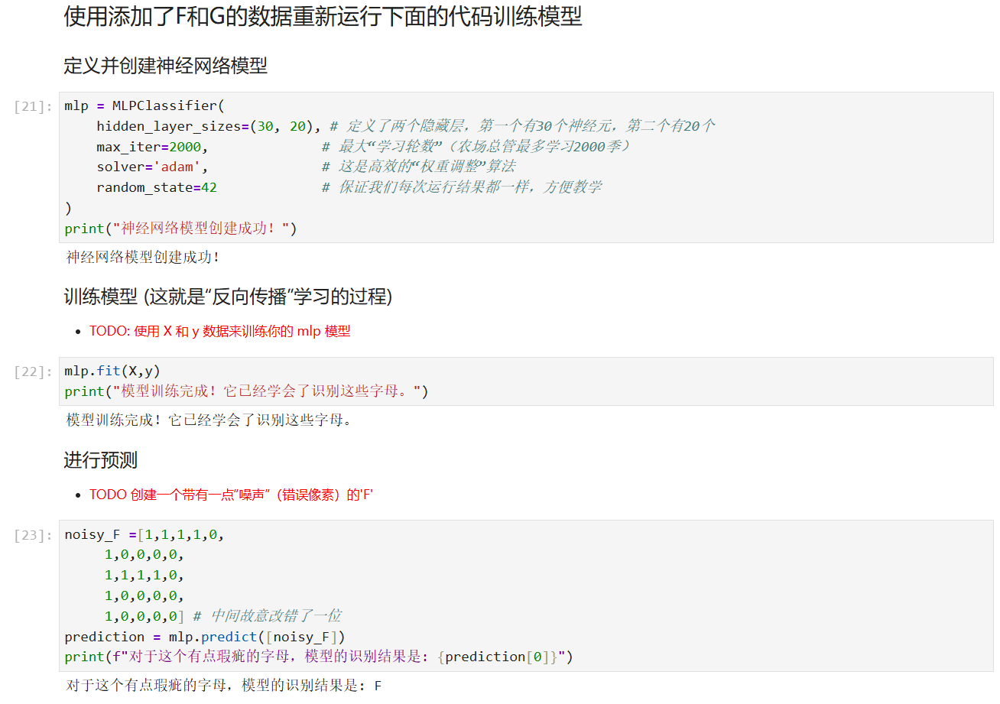 使用添加了F和G的数据重新运行下面的代码训练模型
定义并创建神经网络模型
[21]: mlp = MLPClassifier(
hidden_layer_sizes=(30, 20), # 定义了两个隐藏层，第一个有30个神经元，第二个有20个
max_iter=2000, # 最大“学习轮数”（农场总管最多学习2000季）
solver='adam', # 这是高效的“权重调整”算法
random_state=42 # 保证我们每次运行结果都一样，方便教学
)
print("神经网络模型创建成功！")
神经网络模型创建成功！
训练模型 (这就是“反向传播”学习的过程)
• TODO: 使用 X 和 y 数据来训练你的 mlp 模型
[22]: mlp.fit(X,y)
print("模型训练完成！它已经学会了识别这些字母。")
模型训练完成！它已经学会了识别这些字母。
进行预测
• TODO 创建一个带有一点“噪声”（错误像素）的'F'
[23]: noisy_F =[1,1,1,1,0,
1,0,0,0,0,
1,1,1,1,0,
1,0,0,0,0,
1,0,0,0,0] # 中间故意改错了一位
prediction = mlp.predict([noisy_F])
print(f"对于这个有点瑕疵的字母，模型的识别结果是: {prediction[0]}")
对于这个有点瑕疵的字母，模型的识别结果是: F